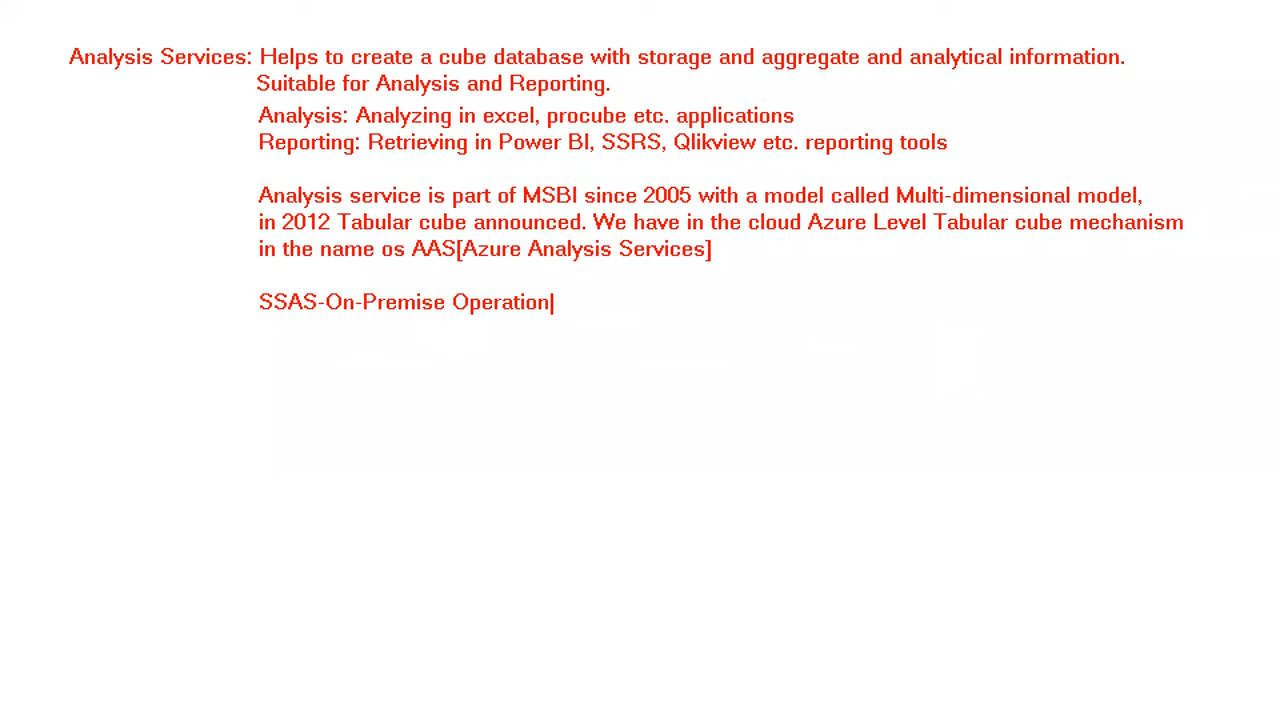 Analysis Services: Helps to create a cube database with storage and aggregate and analytical information.
Suitable for Analysis and Reporting.
Analysis: Analyzing in excel, procube etc. applications
Reporting: Retrieving in Power BI, SSRS, Qlikview etc. reporting tools
Analysis service is part of MSBI since 2005 with a model called Multi-dimensional model,
in 2012 Tabular cube announced. We have in the cloud Azure Level Tabular cube mechanism
in the name os AAS[Azure Analysis Services]
SSAS-On-Premise Operation